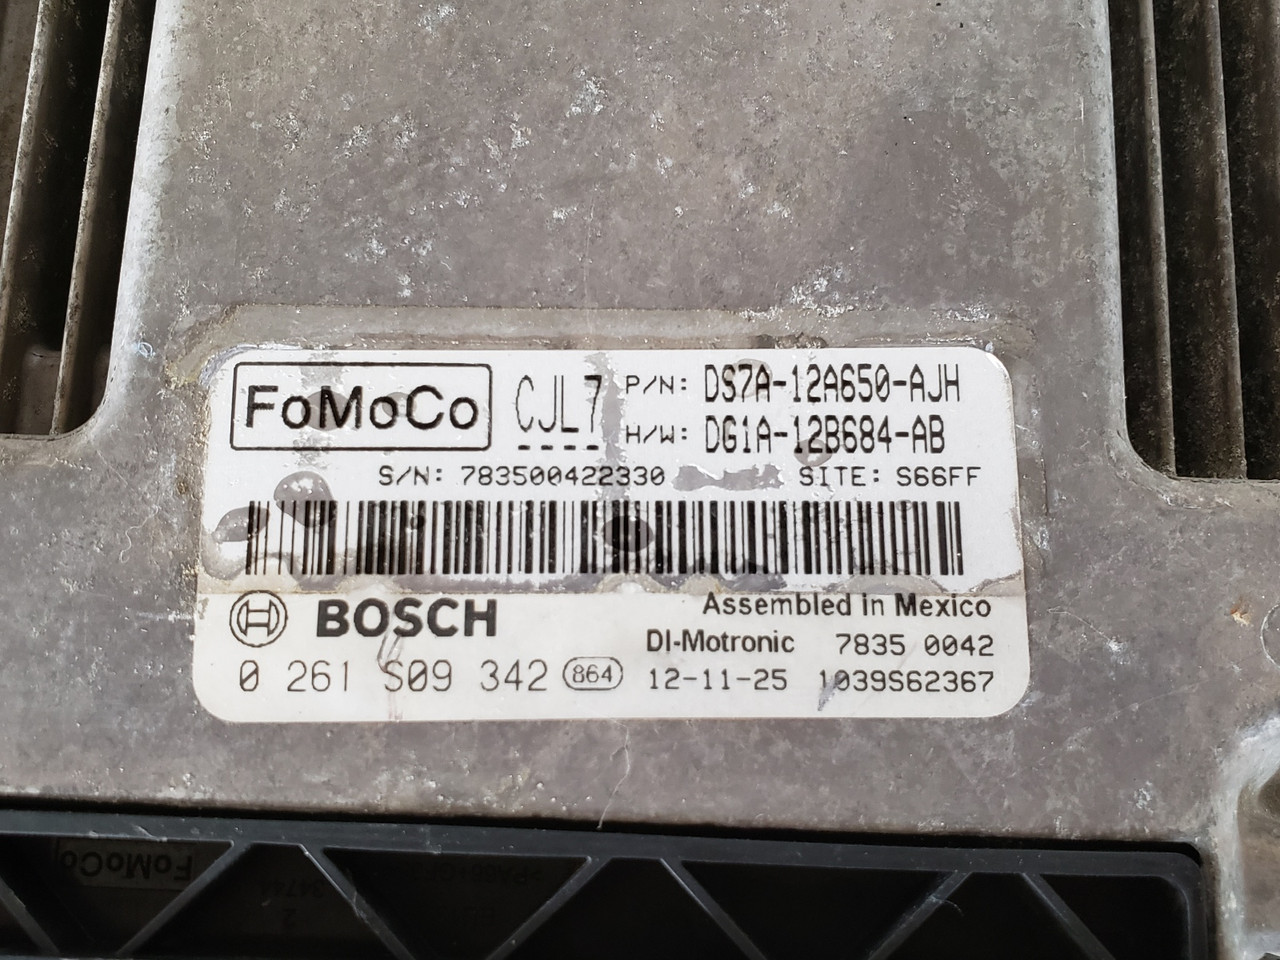 FoMoCo CJL7 P/N: DS7A-12A650-AJH
H/W: DG1A-12B684-AB
S/N: 783500422330 SITE: S66FF
BOSCH Assembled in Mexico
DI-Motronic 7835 0042
0 261 S09 342 864 12-11-25 1039S62367
FoMoCo